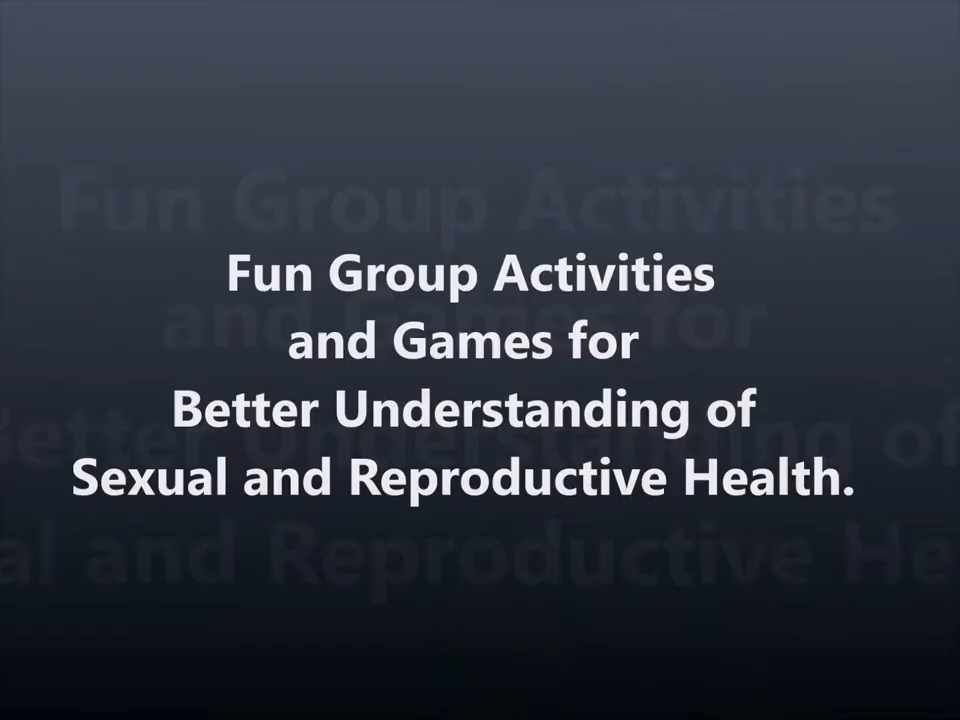 Fun Group Activities
and Games for
Better Understanding of
Sexual and Reproductive Health.